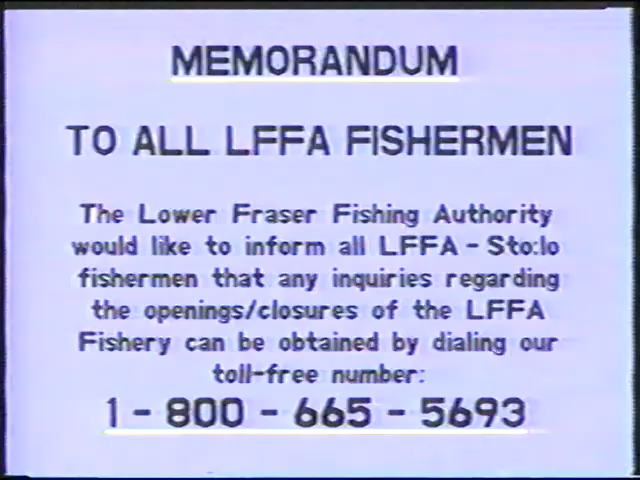 MEMORANDUM
TO ALL LFFA FISHERMEN
The Lower Fraser Fishing Authority
would like to inform all LFFA - Sto:lo
fishermen that any inquiries regarding
the openings/closures of the LFFA
Fishery can be obtained by dialing our
toll-free number:
1 - 800 - 665 - 5693